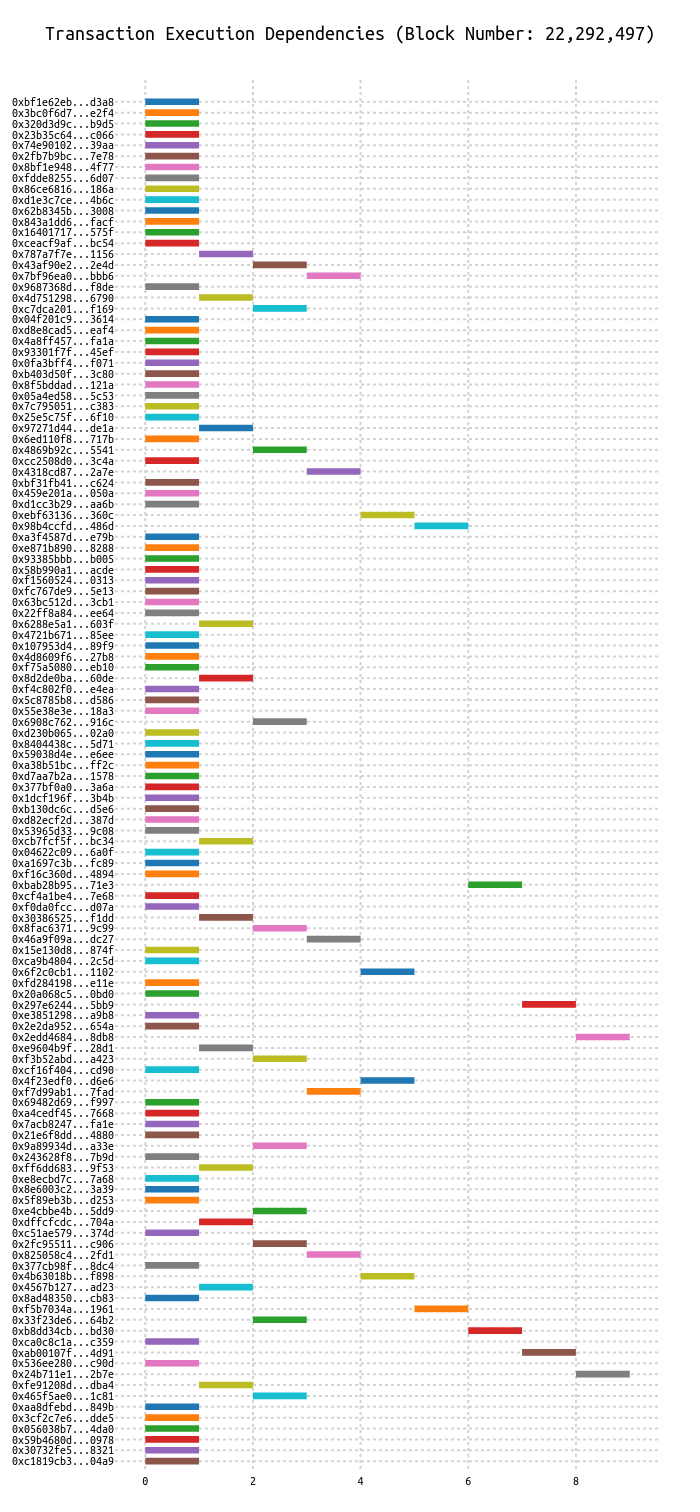 Transaction Execution Dependencies (Block Number: 22,292,497)
0xbf1e62eb...d3a8
0x3bc0f6d7...e2f4
0x320d3d9c...b9d5
0x23b35c64...c066
0x74e90102...39aa
0x2fb7b9bc...7e78
0x8bf1e948...4f77
0xfdde8255...6d07
0x86ce6816...186a
0xd1e3c7ce...4b6c
0x62b8345b...3008
0x843a1dd6...facf
0x16401717...575f
0xceacf9af...bc54
0x787a7f7e...1156
0x43af90e2...2e4d
0x7bf96ea0...bbb6
0x9687368d...f8de
0x4d751298...6790
0xc7dca201...f169
0x04f201c9...3614
0xd8e8cad5...eaf4
0x4a8ff457...fa1a
0x93301f7f...45ef
0x0fa3bff4...f071
0xb403d50f...3c80
0x8f5bddad...121a
0x05a4ed58...5c53
0x7c795051...c383
0x25e5c75f...6f10
0x97271d44...de1a
0x6ed110f8...717b
0x4869b92c...5541
0xcc2508d0...3c4a
0x4318cd87...2a7e
0xbf31fb41...c624
0x459e201a...050a
0xd1cc3b29...aa6b
0xebf63136...360c
0x98b4ccfd...486d
0xa3f4587d...e79b
0xe871b890...8288
0x93385bbb...b005
0x58b990a1...acde
0xf1560524...0313
0xfc767de9...5e13
0x63bc512d...3cb1
0x22ff8a84...ee64
0x6288e5a1...603f
0x4721b671...85ee
0x107953d4...89f9
0x4d8609f6...27b8
0xf75a5080...eb10
0x8d2de0ba...60de
0xf4c802f0...e4ea
0x5c8785b8...d586
0x55e38e3e...18a3
0x6908c762...916c
0xd230b065...02a0
0x8404438c...5d71
0x59038d4e...e6ee
0xa38b51bc...ff2c
0xd7aa7b2a...1578
0x377bf0a0...3a6a
0x1dcf196f...3b4b
0xb130dc6c...d5e6
0xd82ecf2d...387d
0x53965d33...9c08
0xcb7fcf5f...bc34
0x04622c09...6a0f
0xa1697c3b...fc89
0xf16c360d...4894
0xbab28b95...71e3
0xcf4a1be4...7e68
0xf0da0fcc...d07a
0x30386525...f1dd
0x8fac6371...9c99
0x46a9f09a...dc27
0x15e130d8...874f
0xca9b4804...2c5d
0x6f2c0cb1...1102
0xfd284198...e11e
0x20a068c5...0bd0
0x297e6244...5bb9
0xe3851298...a9b8
0x2e2da952...654a
0x2edd4684...8db8
0xe9604b9f...28d1
0xf3b52abd...a423
0xcf16f404...cd90
0x4f23edf0...d6e6
0xf7d99ab1...7fad
0x69482d69...f997
0xa4cedf45...7668
0x7acb8247...fa1e
0x21e6f8dd...4880
0x9a89934d...a33e
0x243628f8...7b9d
0xff6dd683...9f53
0xe8ecbd7c...7a68
0x8e6003c2...3a39
0x5f89eb3b...d253
0xe4cbbe4b...5dd9
0xdffcfcdc...704a
0xc51ae579...374d
0x2fc95511...c906
0x825058c4...2fd1
0x377cb98f...8dc4
0x4b63018b...f898
0x4567b127...ad23
0x8ad48350...cb83
0xf5b7034a...1961
0x33f23de6...64b2
0xb8dd34cb...bd30
0xca0c8c1a...c359
0xab00107f...4d91
0x536ee280...c90d
0x24b711e1...2b7e
0xfe91208d...dba4
0x465f5ae0...1c81
0xaa8dfebd...849b
0x3cf2c7e6...dde5
0x056038b7...4da0
0x59b4680d...0978
0x30732fe5...8321
0xc1819cb3...04a9
0 2 4 6 8